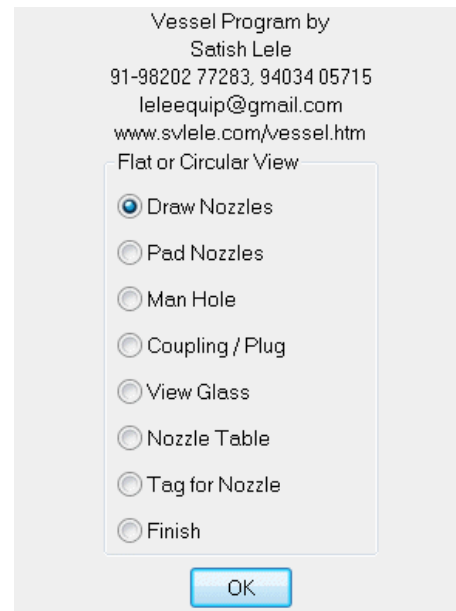 Vessel Program by
Satish Lele
91-98202 77283, 94034 05715
leleequip@gmail.com
www.svlele.com/vessel.htm
Flat or Circular View
Draw Nozzles
Pad Nozzles
Man Hole
Coupling / Plug
View Glass
Nozzle Table
Tag for Nozzle
Finish
OK